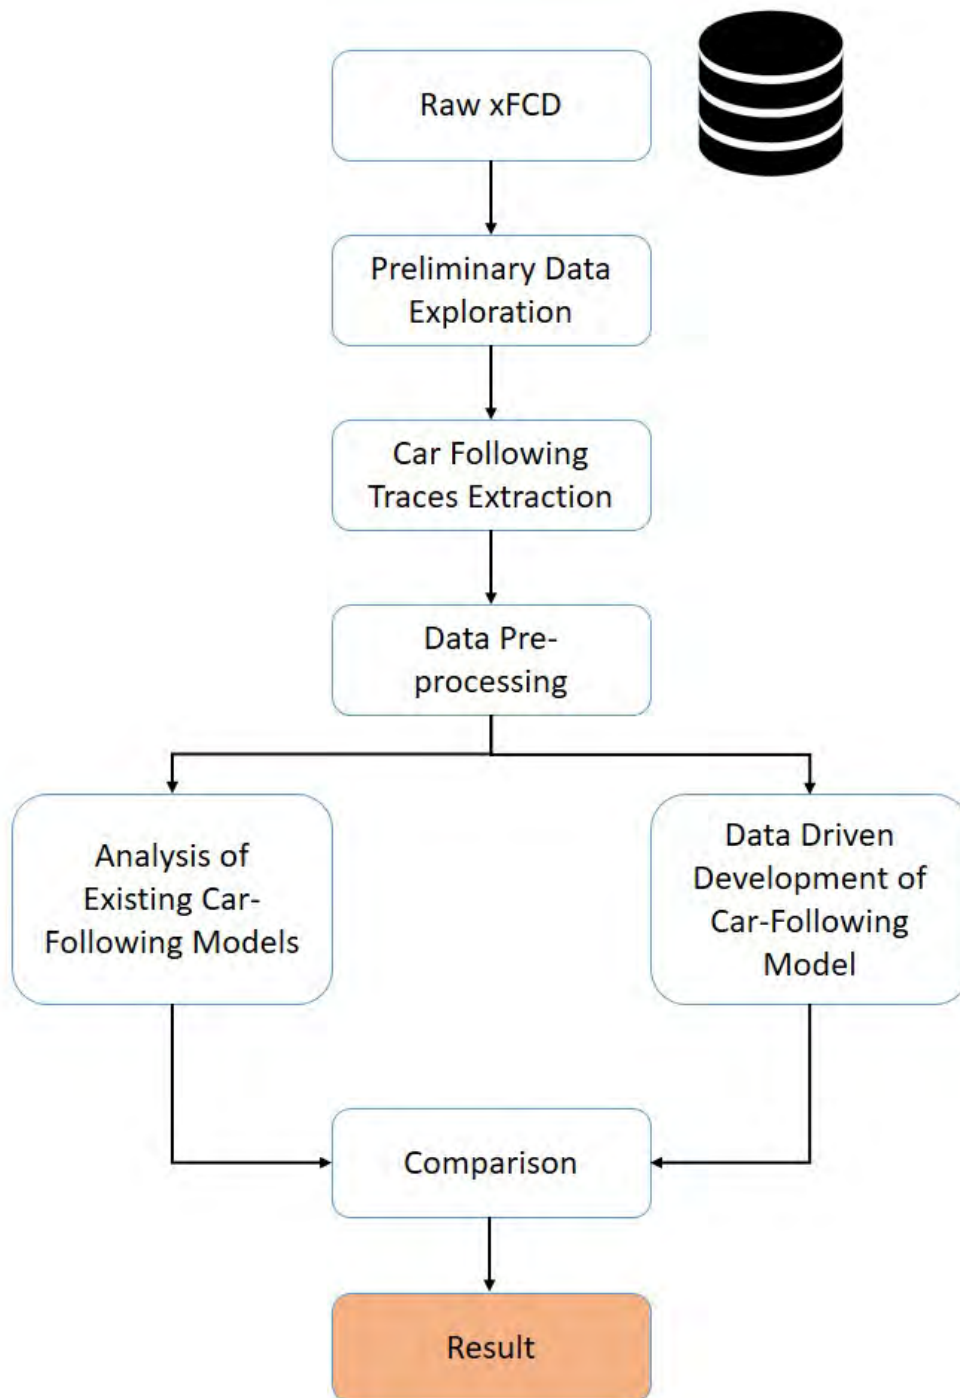 Raw xFCD
Preliminary Data
Exploration
Car Following
Traces Extraction
Data Pre-
processing
Analysis of
Existing Car-
Following Models
Data Driven
Development of
Car-Following
Model
Comparison
Result